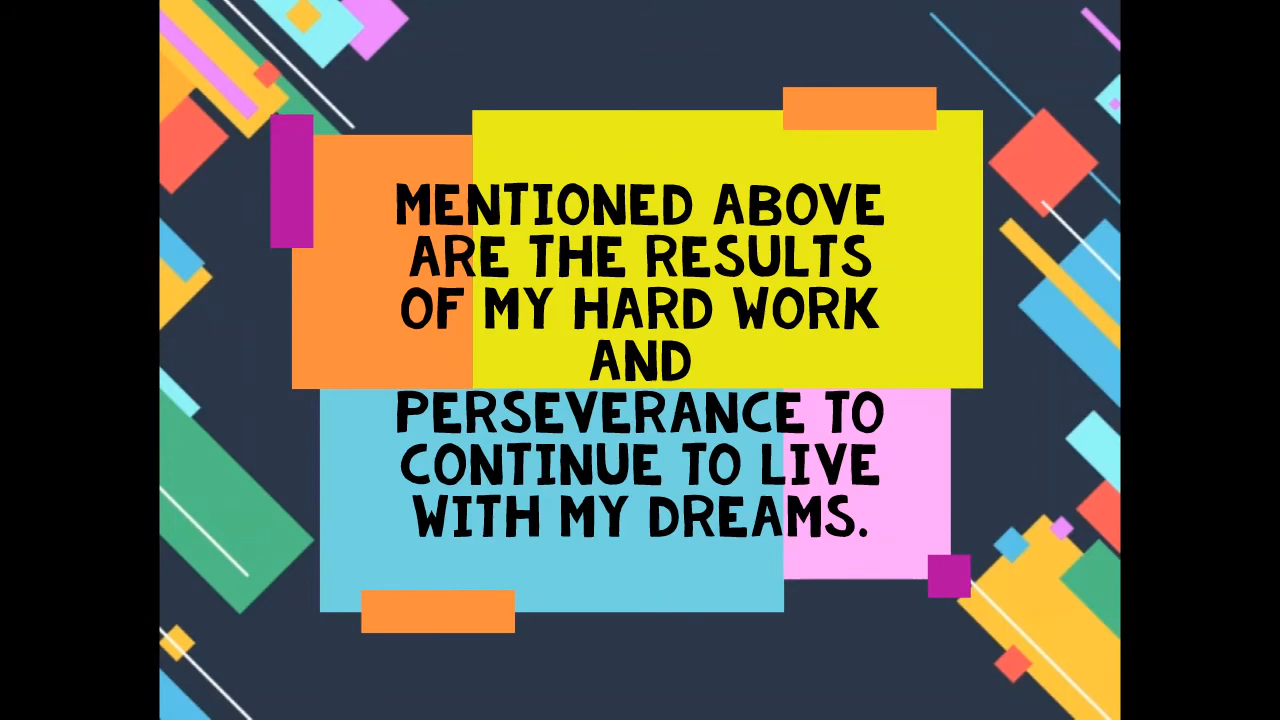 MENTIONED ABOVE
ARE THE RESULTS
OF MY HARD WORK
AND
PERSEVERANCE TO
CONTINUE TO LIVE
WITH MY DREAMS.